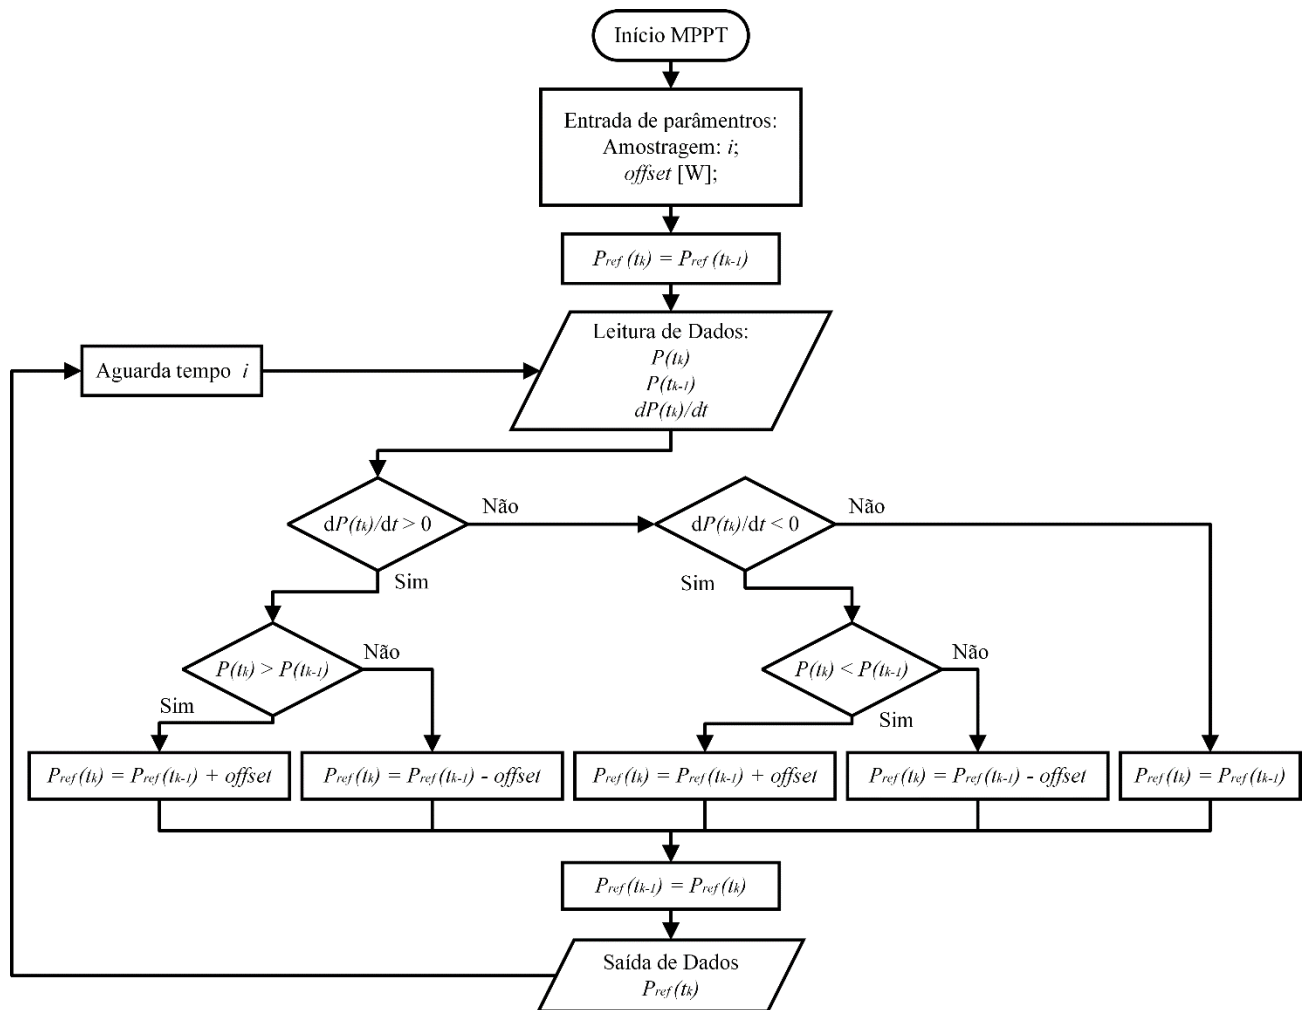 Início MPPT
Entrada de parâmentros:
Amostragem: i;
offset [W];
Pref (tk) = Pref (tk-1)
Leitura de Dados:
P(tk)
P(tk-1)
dP(tk)/dt
Aguarda tempo i
dP(tk)/dt > 0
Não
dP(tk)/dt < 0
Não
Sim
Sim
P(tk) > P(tk-1)
Não
P(tk) < P(tk-1)
Não
Sim
Sim
Pref (tk) = Pref (tk-1) + offset
Pref (tk) = Pref (tk-1) - offset
Pref (tk) = Pref (tk-1) + offset
Pref (tk) = Pref (tk-1) - offset
Pref (tk) = Pref (tk-1)
Pref (tk-1) = Pref (tk)
Saída de Dados
Pref (tk)